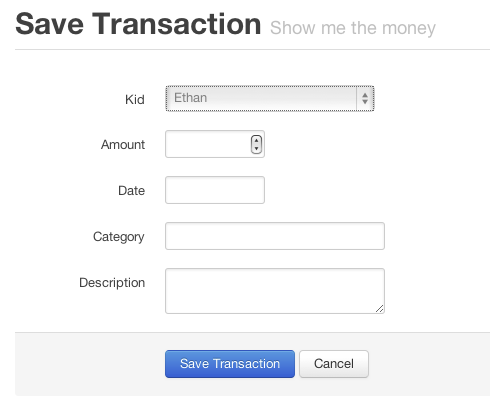 Save Transaction Show me the money
Kid Ethan
Amount
Date
Category
Description
Save Transaction Cancel